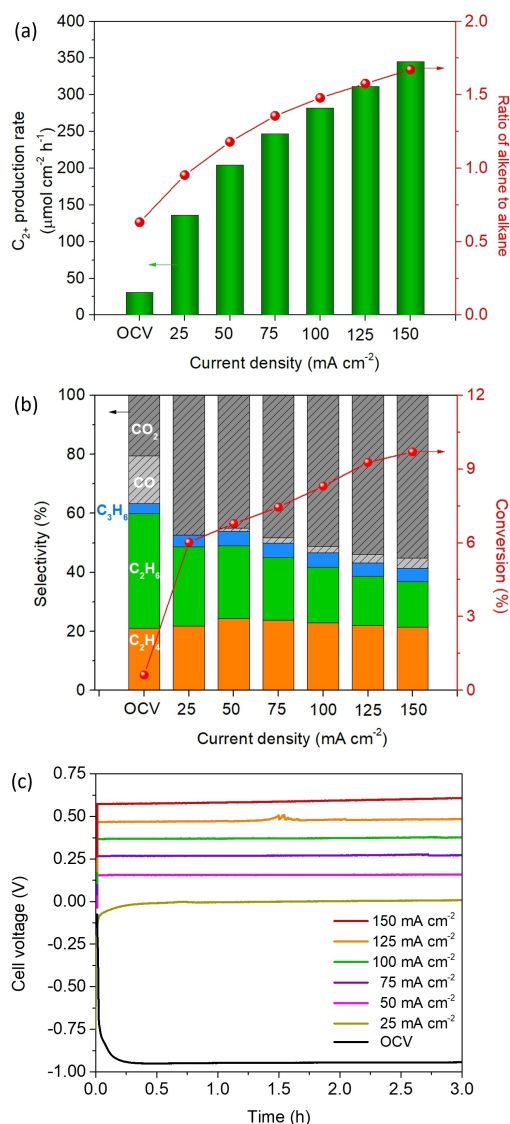 (a)
400
350
300
250
200
150
100
50
0
2.0
1.5
1.0
0.5
0.0
C₂₊ production rate
(μmol cm⁻² h⁻¹)
Ratio of alkene to alkane
OCV 25 50 75 100 125 150
Current density (mA cm⁻²)
(b)
100
80
60
40
20
0
12
9
6
3
0
Selectivity (%)
Conversion (%)
CO₂
CO
C₃H₆
C₂H₆
C₂H₄
OCV 25 50 75 100 125 150
Current density (mA cm⁻²)
(c)
0.75
0.50
0.25
0.00
-0.25
-0.50
-0.75
-1.00
Cell voltage (V)
150 mA cm⁻²
125 mA cm⁻²
100 mA cm⁻²
75 mA cm⁻²
50 mA cm⁻²
25 mA cm⁻²
OCV
0.0 0.5 1.0 1.5 2.0 2.5 3.0
Time (h)